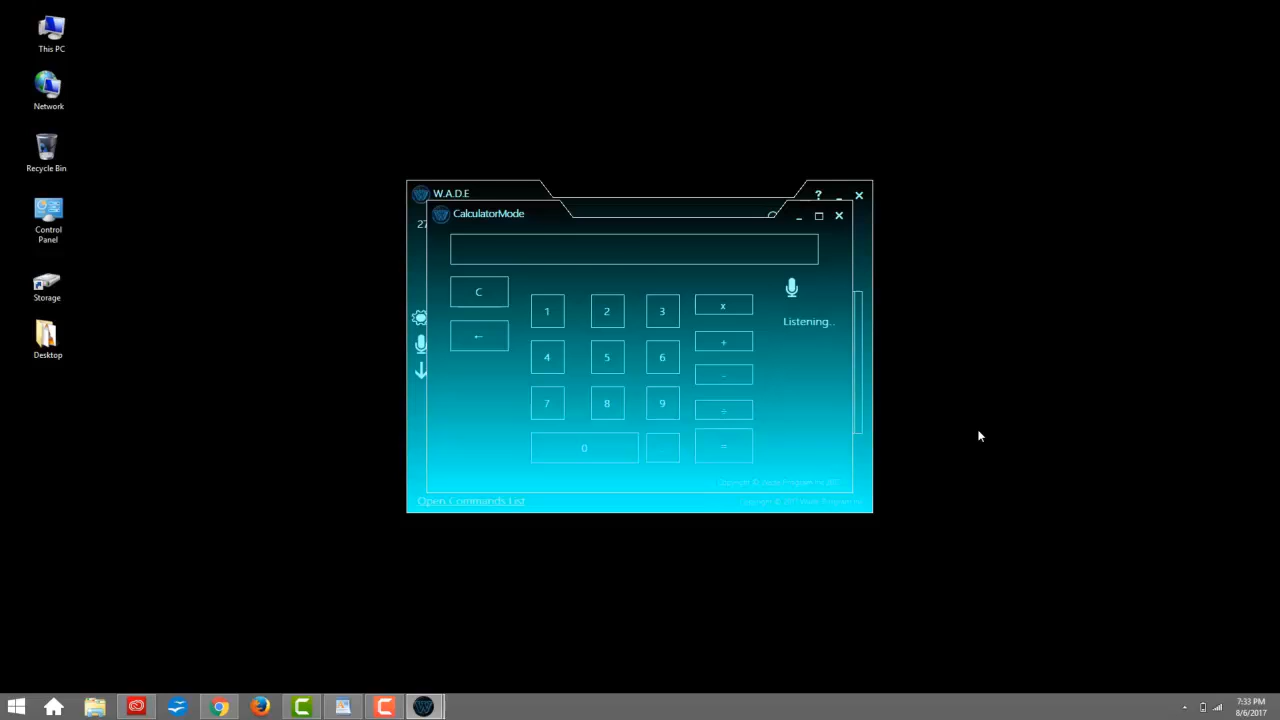 This PC
Network
Recycle Bin
Control
Panel
Storage
Desktop
W.A.D.E
?
27
CalculatorMode
C
←
1 2 3 x
4 5 6 +
-
7 8 9 ÷
0 =
Listening..
Open Commands List
7:33 PM
8/6/2017